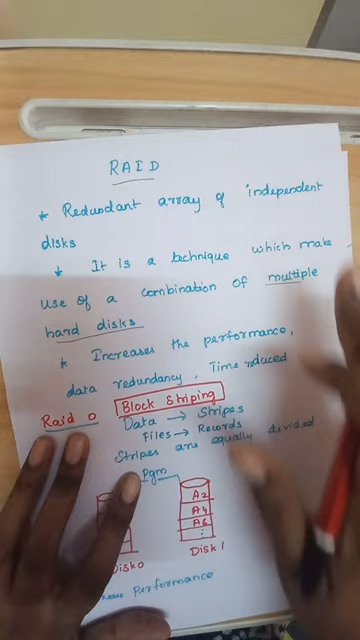 RAID
* Redundant array of independent
disks
* It is a technique which make
use of a combination of multiple
hard disks
* Increases the performance,
data redundancy, Time reduced
Raid 0 Block Striping
Data → Stripes
Files → Records
Stripes are equally divided
Pgm
A2
A4
A6
Disk 1
Disk0
performance